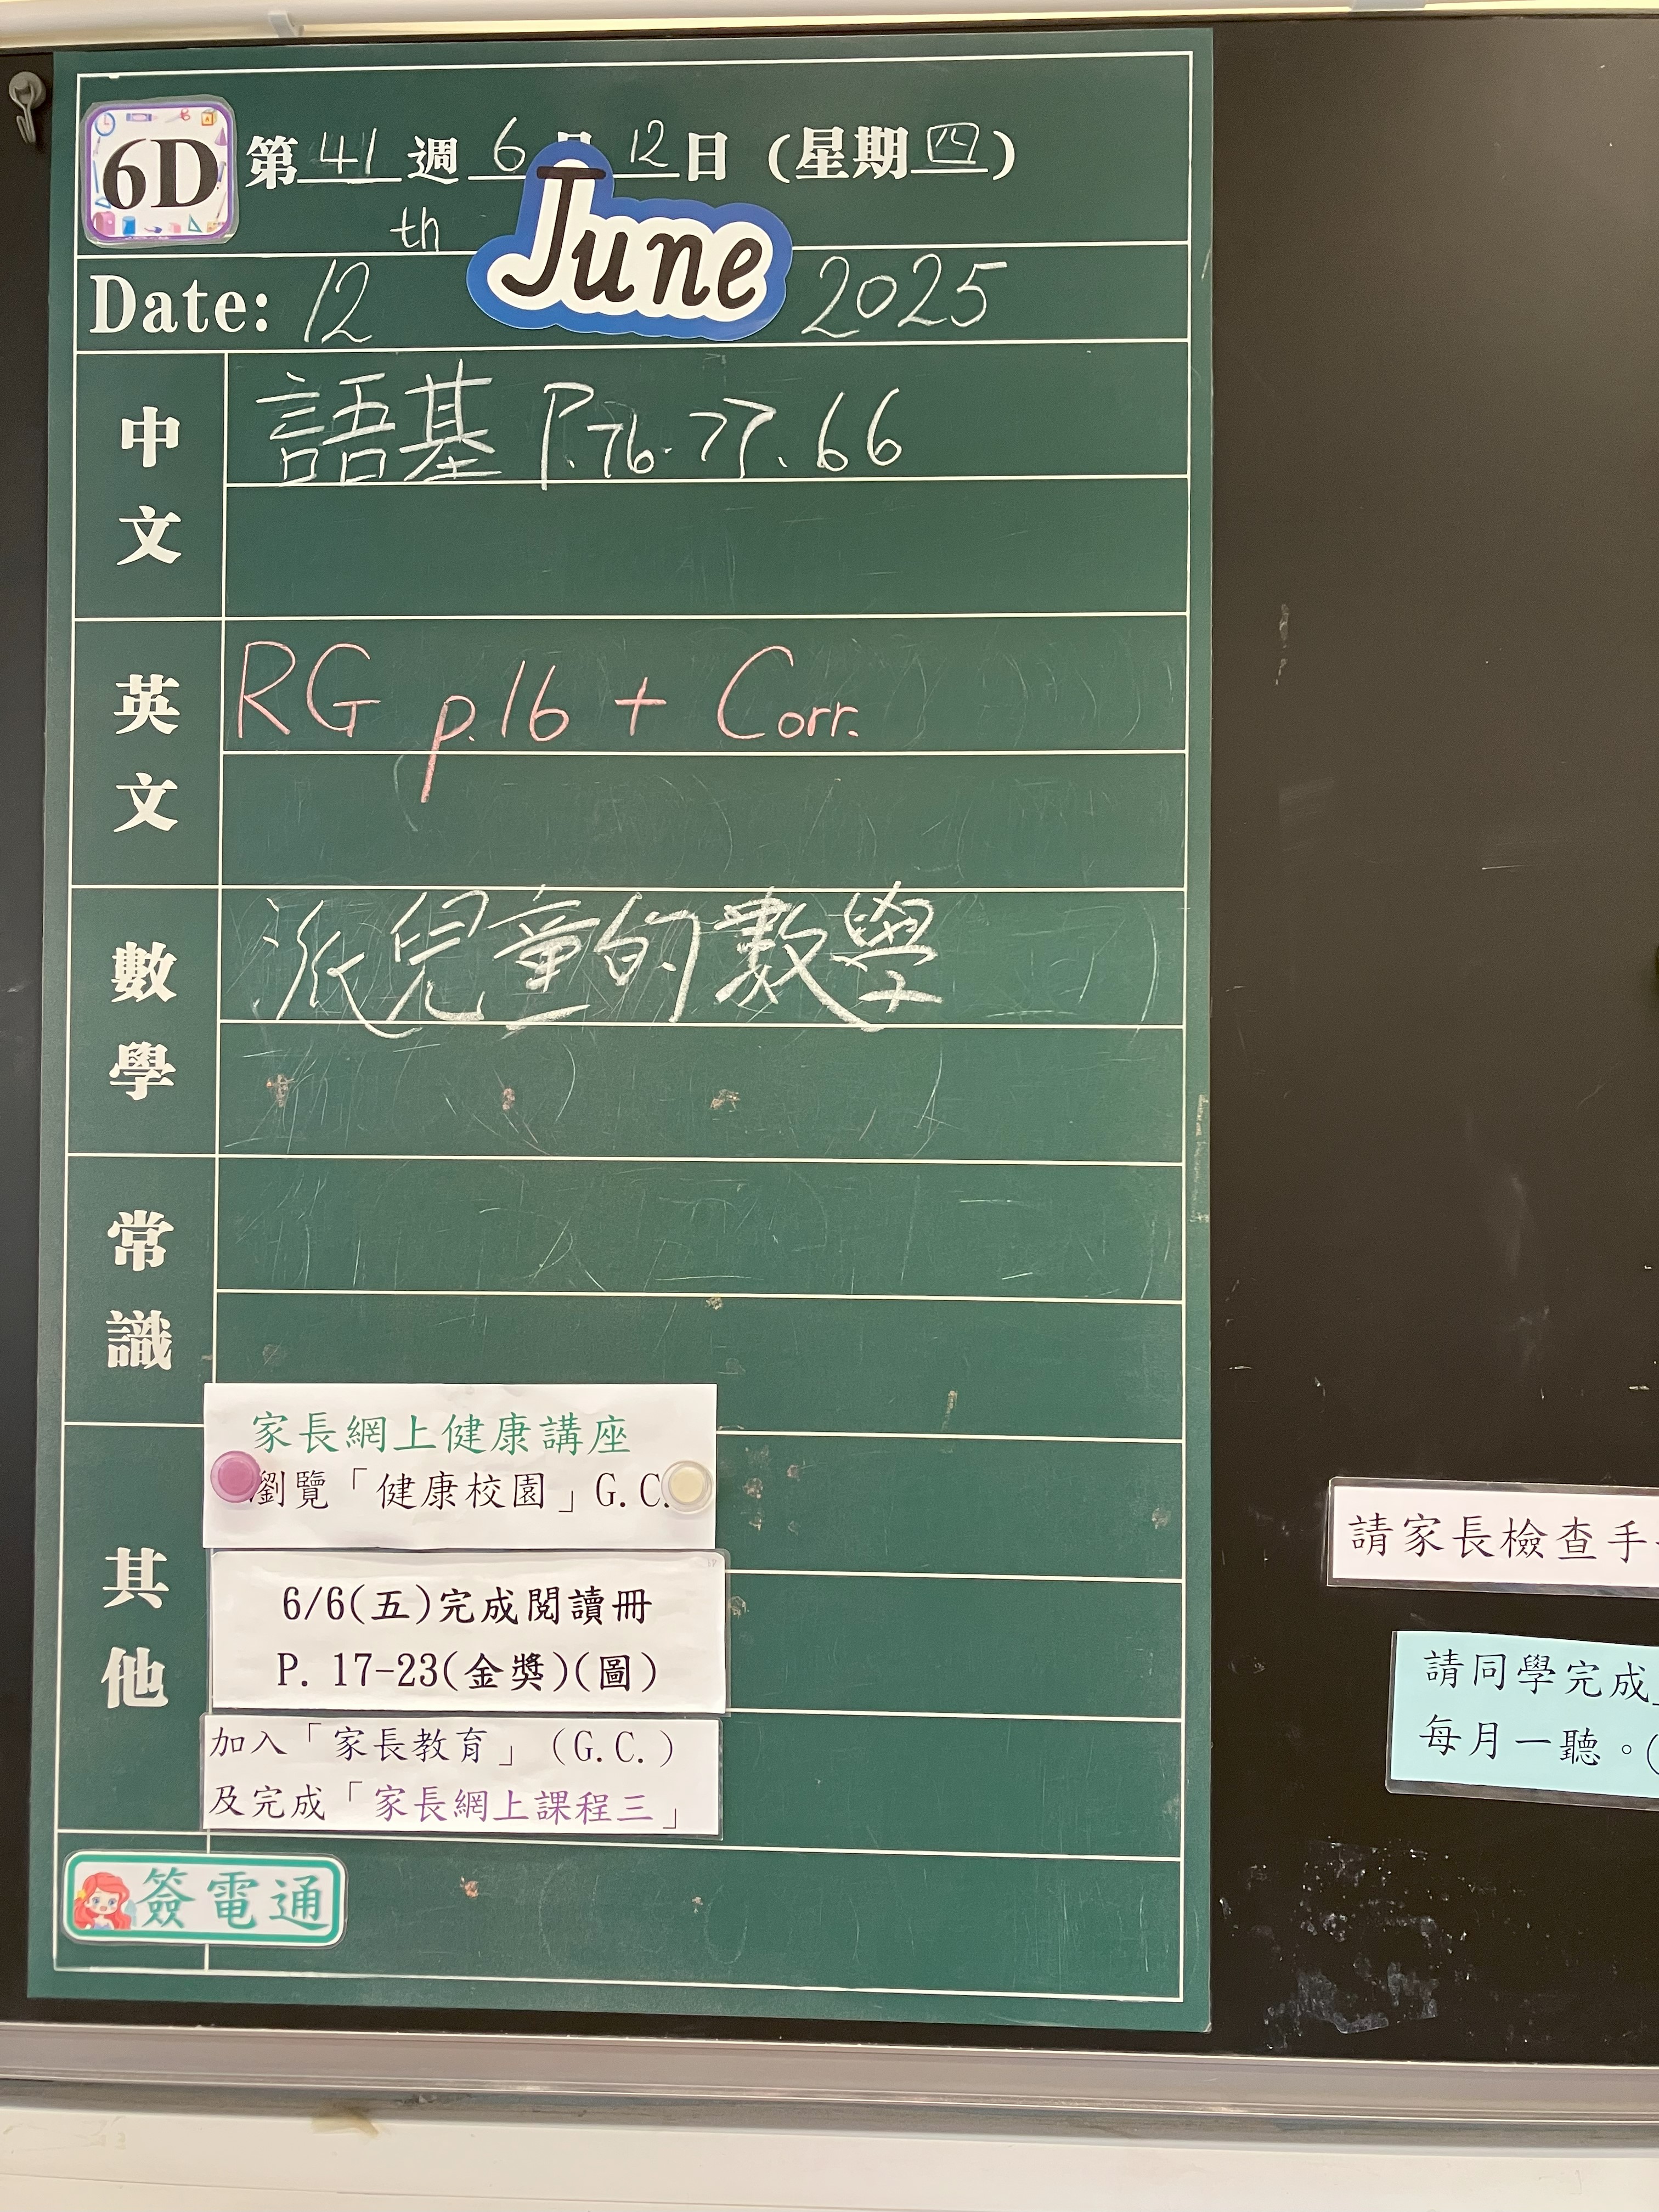 6D
第41週6月12日（星期四）
Date: 12th June 2025
中文
語基 P.76.77、66
英文
RG p.16 + Corr.
數學
派兒童的數學
常識
其他
家長網上健康講座
瀏覽「健康校園」G.C.
6/6(五)完成閱讀冊
P. 17-23(金獎)(圖)
加入「家長教育」（G.C.）
及完成「家長網上課程三」
簽電通
請家長檢查手
請同學完成
每月一聽。(